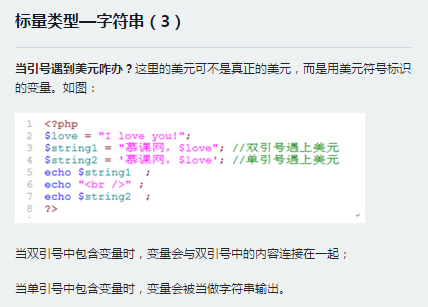 标量类型—字符串（3）
当引号遇到美元咋办？这里的美元可不是真正的美元，而是用美元符号标识
的变量。如图：
1 <?php
2 $love = "I love you!";
3 $string1 = "慕课网，$love"; //双引号遇上美元
4 $string2 = '慕课网，$love'; //单引号遇上美元
5 echo $string1 ;
6 echo "<br />" ;
7 echo $string2 ;
8 ?>
当双引号中包含变量时，变量会与双引号中的内容连接在一起；
当单引号中包含变量时，变量会被当做字符串输出。